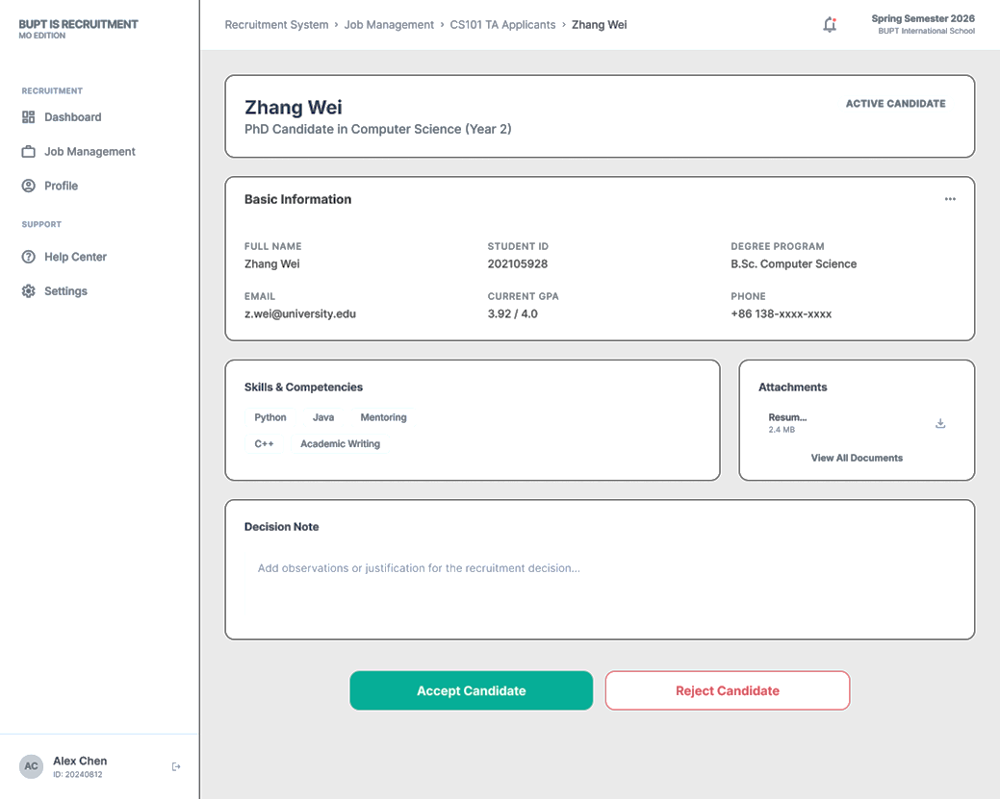 BUPT IS RECRUITMENT
MO EDITION
RECRUITMENT
Dashboard
Job Management
Profile
SUPPORT
Help Center
Settings
AC
Alex Chen
ID: 20240812
Recruitment System › Job Management › CS101 TA Applicants › Zhang Wei
Spring Semester 2026
BUPT International School
Zhang Wei
PhD Candidate in Computer Science (Year 2)
ACTIVE CANDIDATE
Basic Information
FULL NAME
Zhang Wei
STUDENT ID
202105928
DEGREE PROGRAM
B.Sc. Computer Science
EMAIL
z.wei@university.edu
CURRENT GPA
3.92 / 4.0
PHONE
+86 138-xxxx-xxxx
Skills & Competencies
Python Java Mentoring
C++ Academic Writing
Attachments
Resum...
2.4 MB
View All Documents
Decision Note
Add observations or justification for the recruitment decision...
Accept Candidate
Reject Candidate